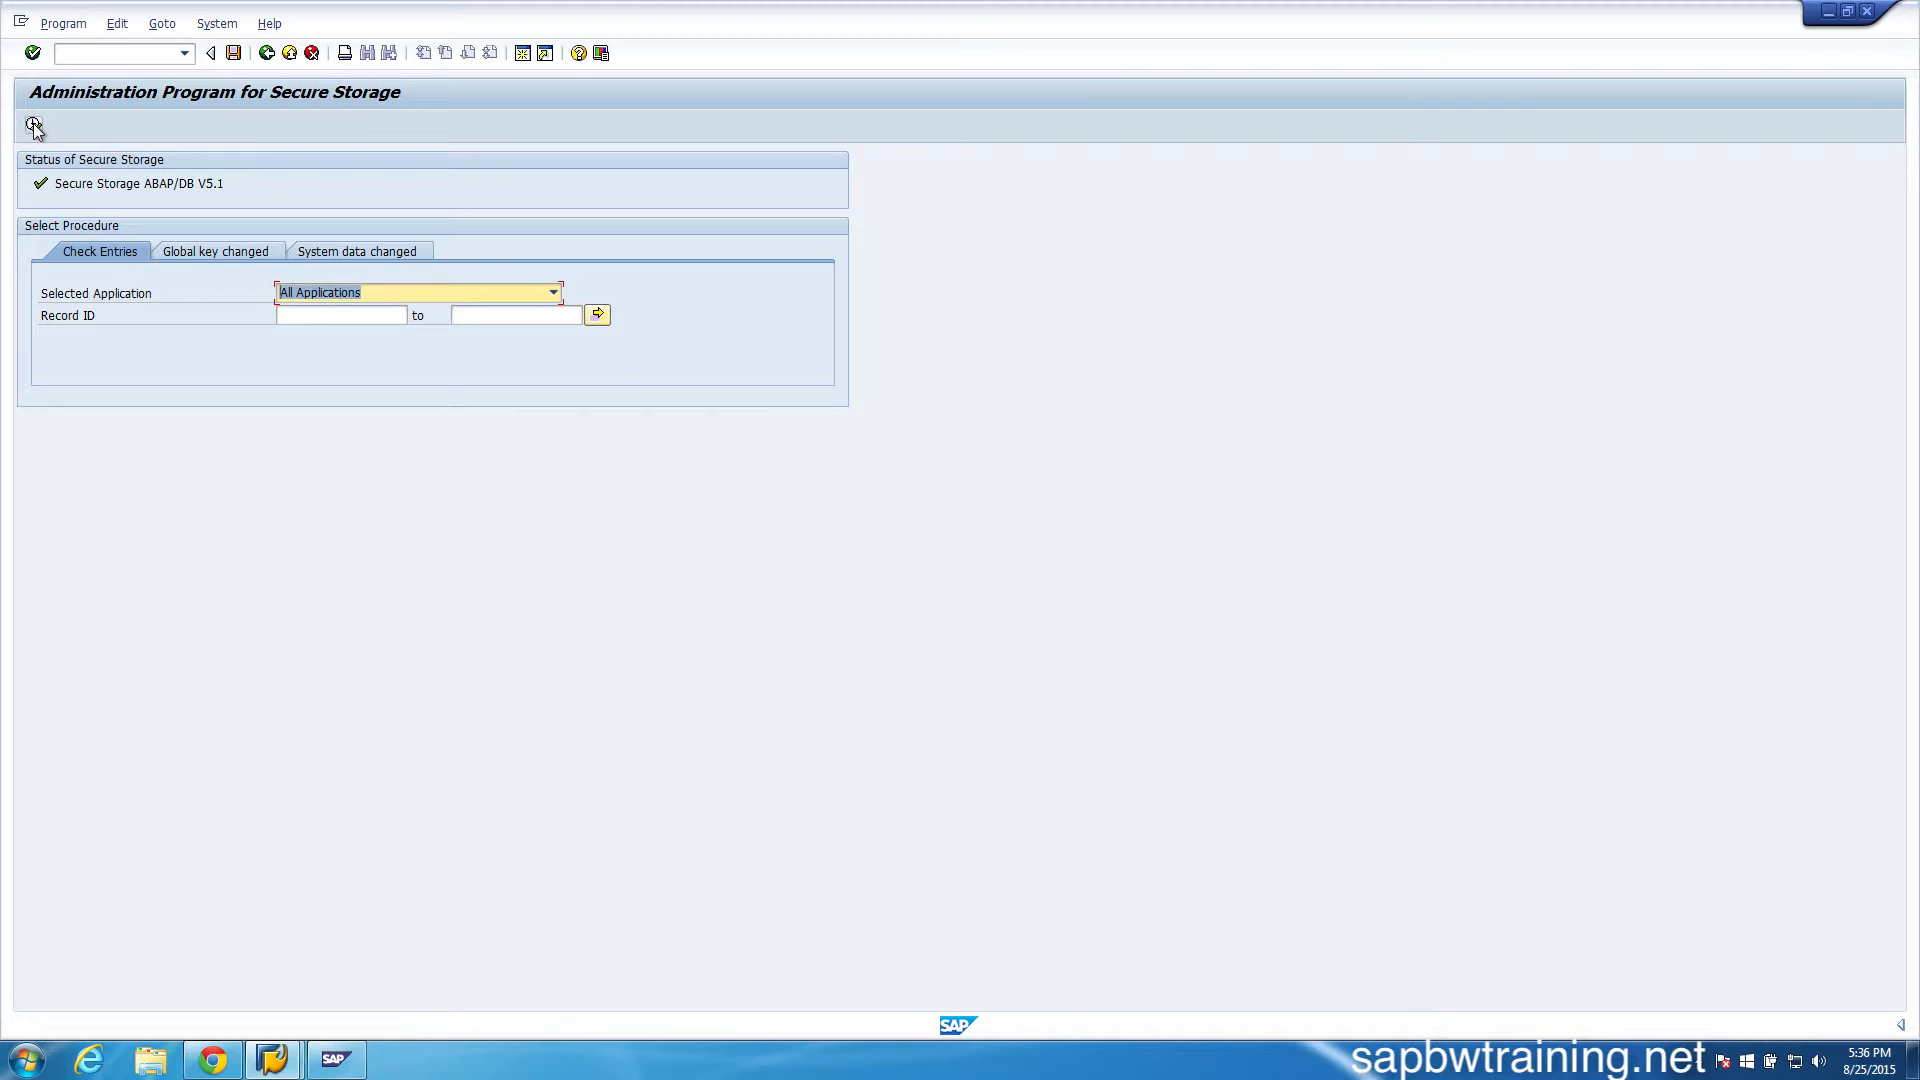 Program Edit Goto System Help
Administration Program for Secure Storage
Status of Secure Storage
Secure Storage ABAP/DB V5.1
Select Procedure
Check Entries Global key changed System data changed
Selected Application All Applications
Record ID to
SAP
SAP
sapbwtraining.net
5:36 PM
8/25/2015